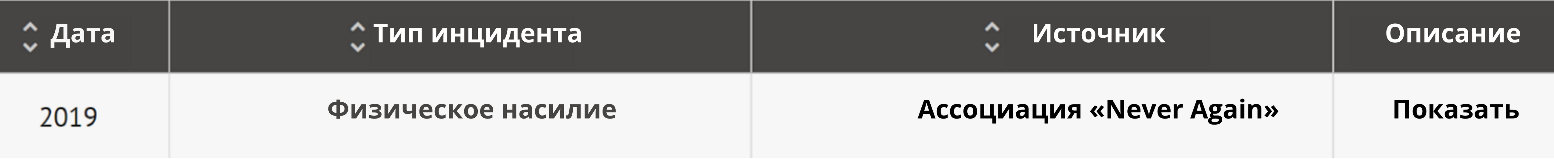 Дата Тип инцидента Источник Описание
2019 Физическое насилие Ассоциация «Never Again» Показать